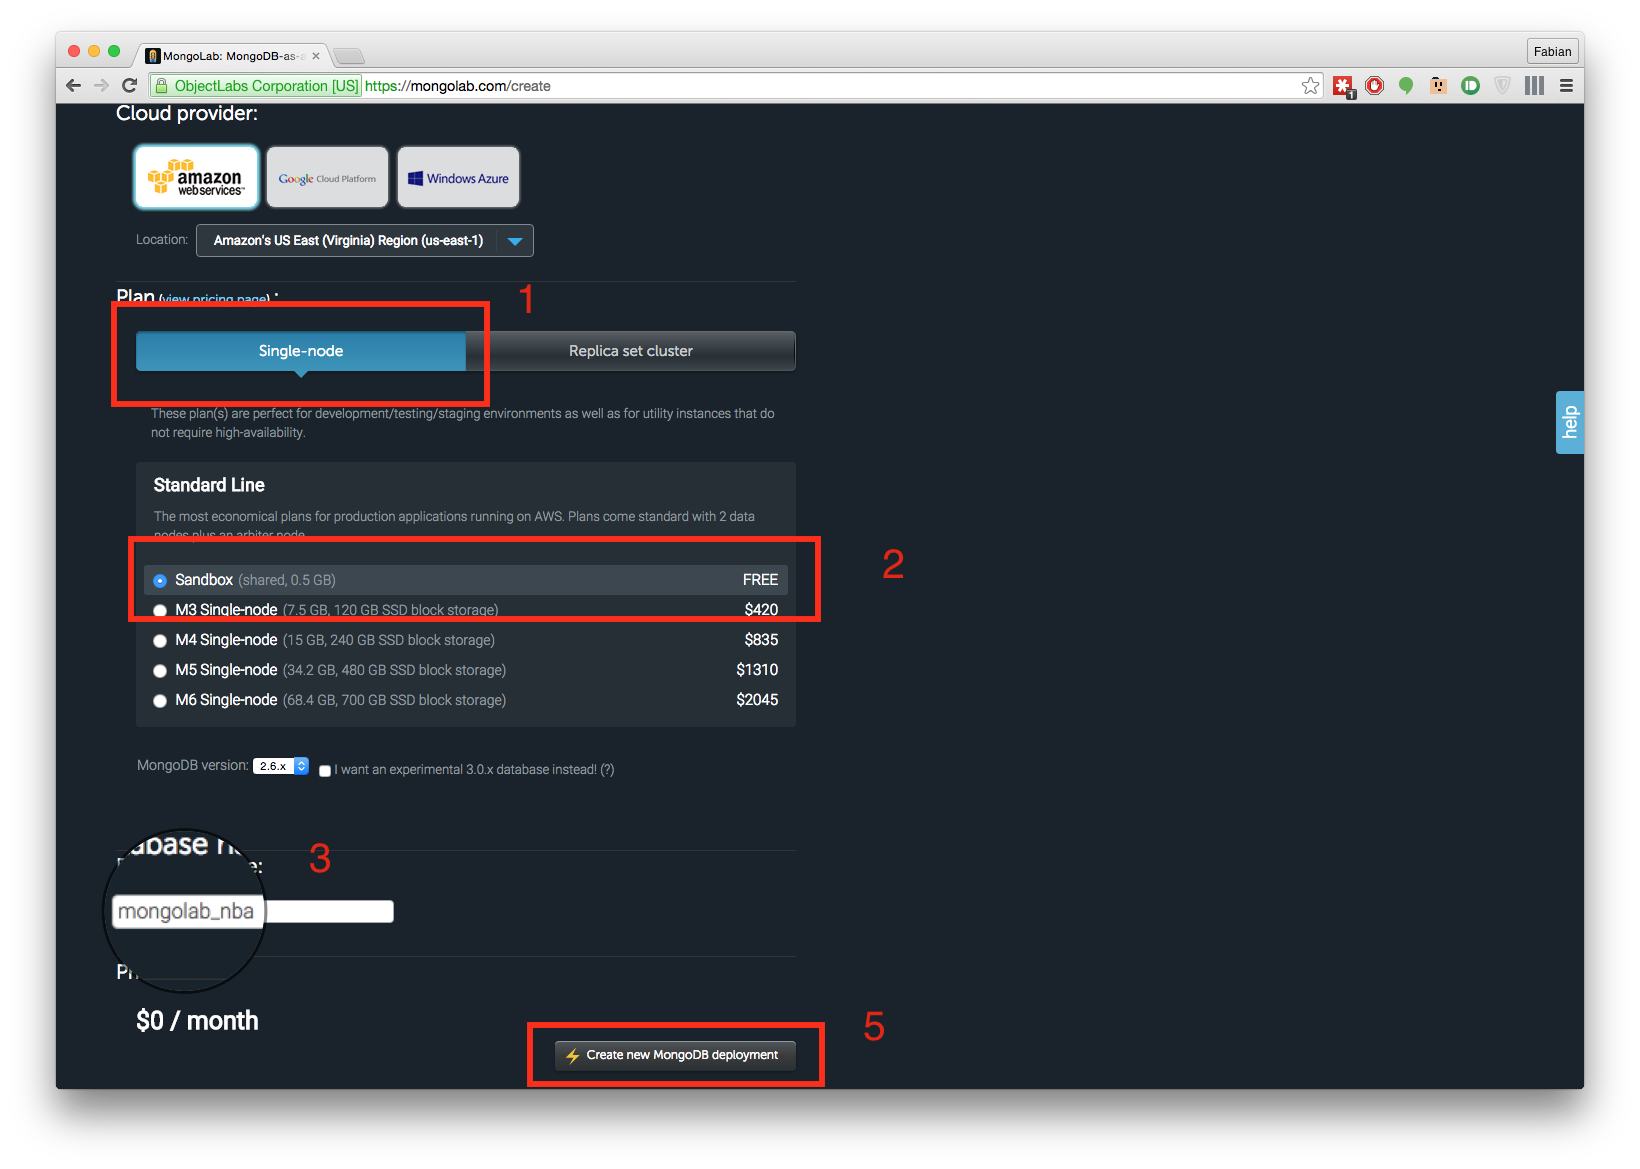 MongoLab: MongoDB-as-a
Fabian
ObjectLabs Corporation [US] https://mongolab.com/create
1
Cloud provider:
amazon web services™
Google Cloud Platform
Windows Azure
Location: Amazon's US East (Virginia) Region (us-east-1)
Plan (view pricing page) :
1
Single-node
Replica set cluster
These plan(s) are perfect for development/testing/staging environments as well as for utility instances that do
not require high-availability.
help
Standard Line
The most economical plans for production applications running on AWS. Plans come standard with 2 data
nodes plus an arbiter node.
2
Sandbox (shared, 0.5 GB) FREE
M3 Single-node (7.5 GB, 120 GB SSD block storage) $420
M4 Single-node (15 GB, 240 GB SSD block storage) $835
M5 Single-node (34.2 GB, 480 GB SSD block storage) $1310
M6 Single-node (68.4 GB, 700 GB SSD block storage) $2045
MongoDB version: 2.6.x I want an experimental 3.0.x database instead! (?)
3
mongolab_nba
$0 / month
5
Create new MongoDB deployment